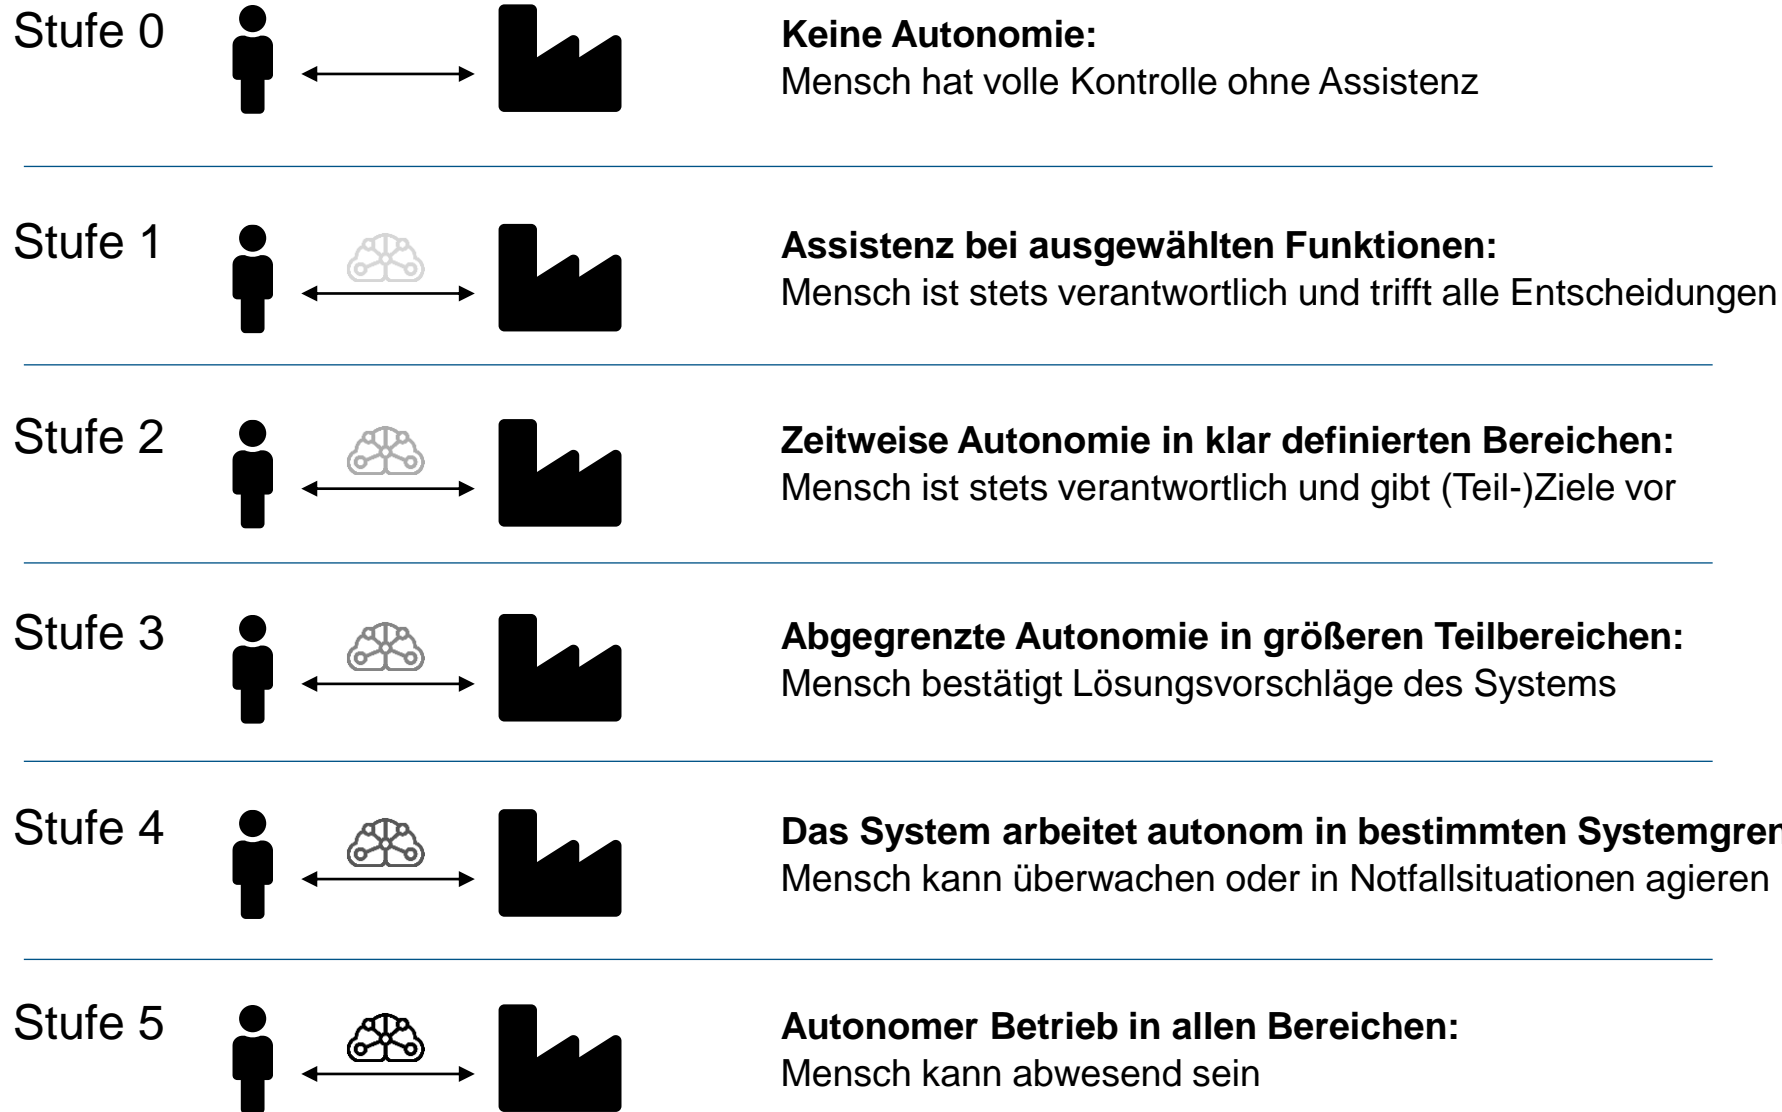 Stufe 0
Keine Autonomie:
Mensch hat volle Kontrolle ohne Assistenz
Stufe 1
Assistenz bei ausgewählten Funktionen:
Mensch ist stets verantwortlich und trifft alle Entscheidungen
Stufe 2
Zeitweise Autonomie in klar definierten Bereichen:
Mensch ist stets verantwortlich und gibt (Teil-)Ziele vor
Stufe 3
Abgegrenzte Autonomie in größeren Teilbereichen:
Mensch bestätigt Lösungsvorschläge des Systems
Stufe 4
Das System arbeitet autonom in bestimmten
Mensch kann überwachen oder in Notfallsituationen agieren
Stufe 5
Autonomer Betrieb in allen Bereichen:
Mensch kann abwesend sein